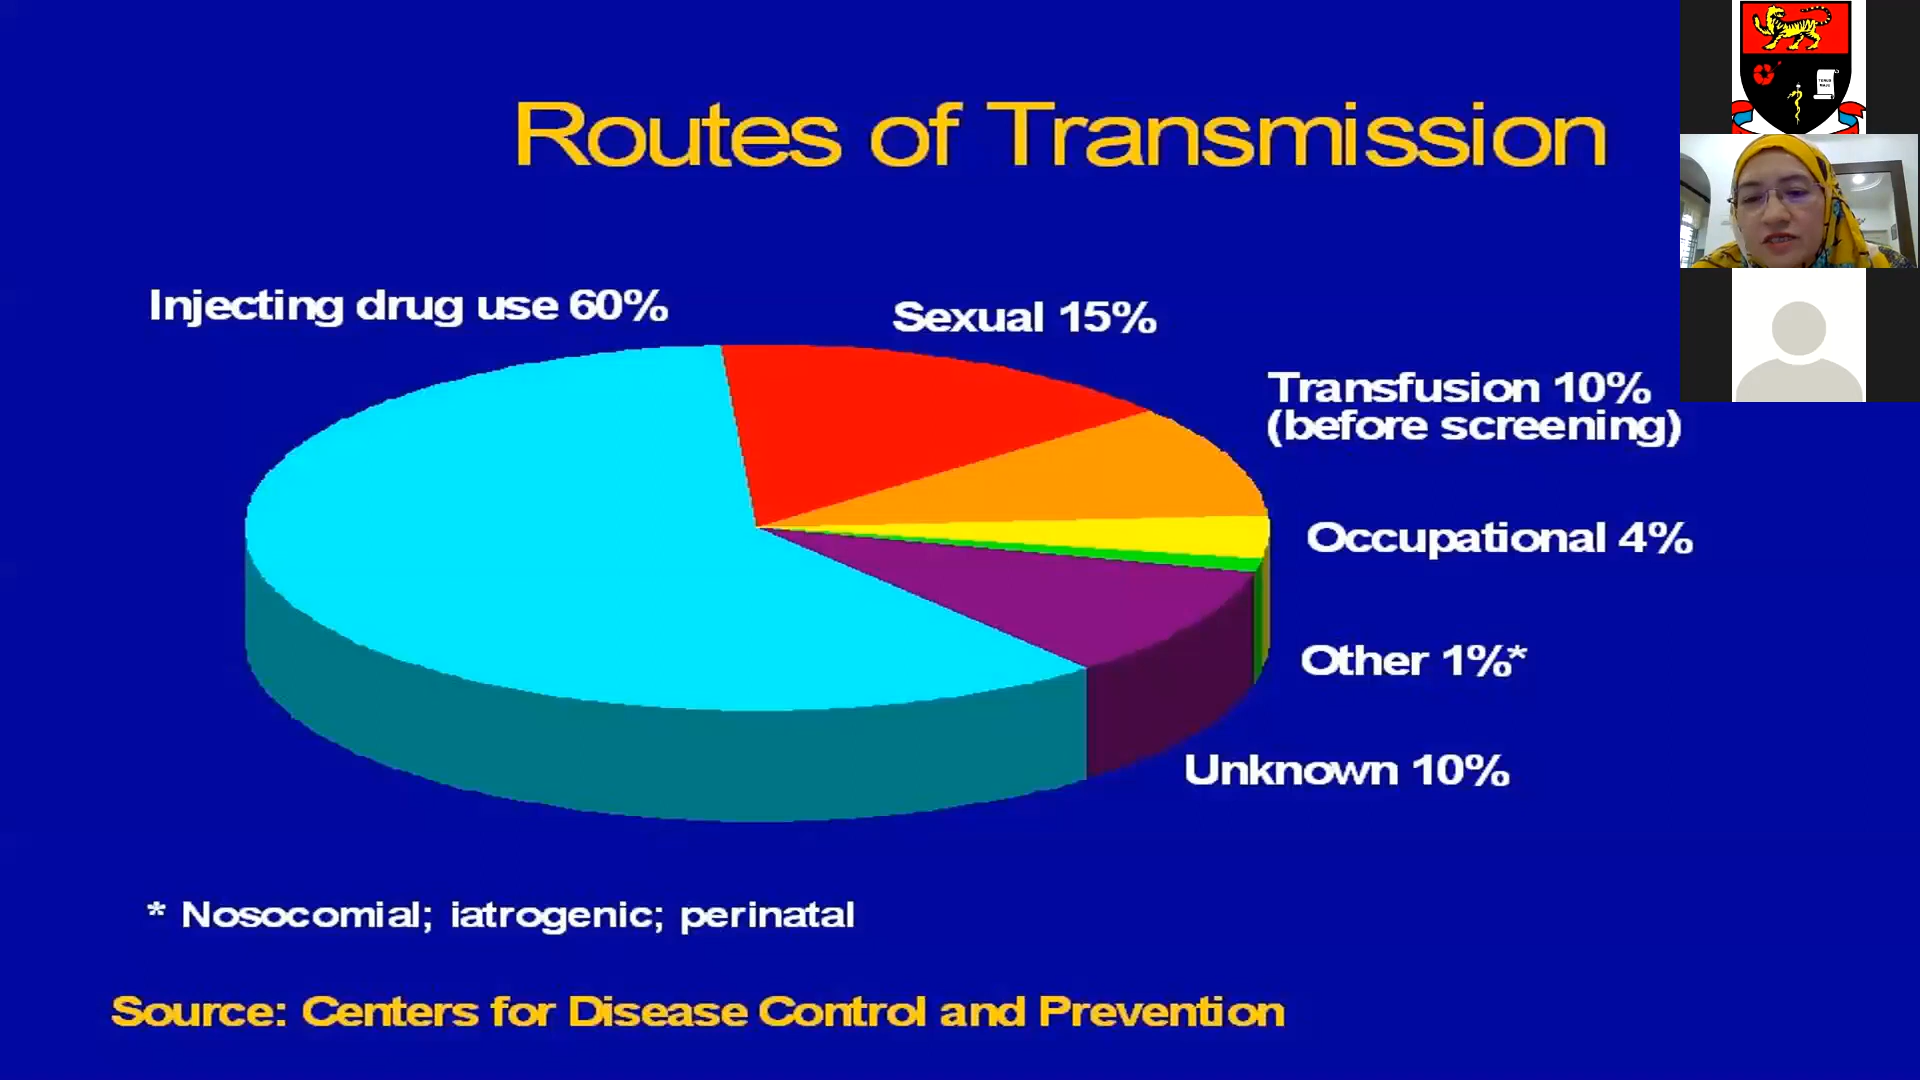 Routes of Transmission
Injecting drug use 60%
Sexual 15%
Transfusion 10%
(before screening)
Occupational 4%
Other 1%*
Unknown 10%
* Nosocomial; iatrogenic; perinatal
Source: Centers for Disease Control and Prevention